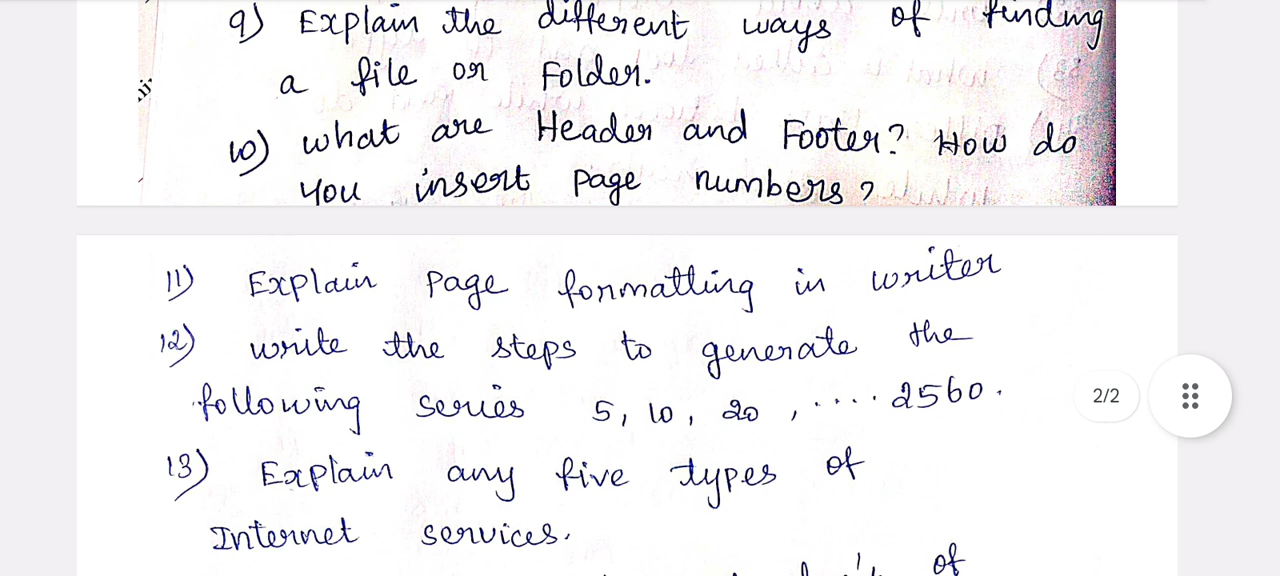 9) Explain the different ways of finding
a file or Folder.
10) what are Header and Footer? How do
you insert page numbers?
11) Explain page formatting in writer
12) write the steps to generate the
following series 5, 10, 20, .... 2560.
2/2
13) Explain any five types of
Internet services.
of